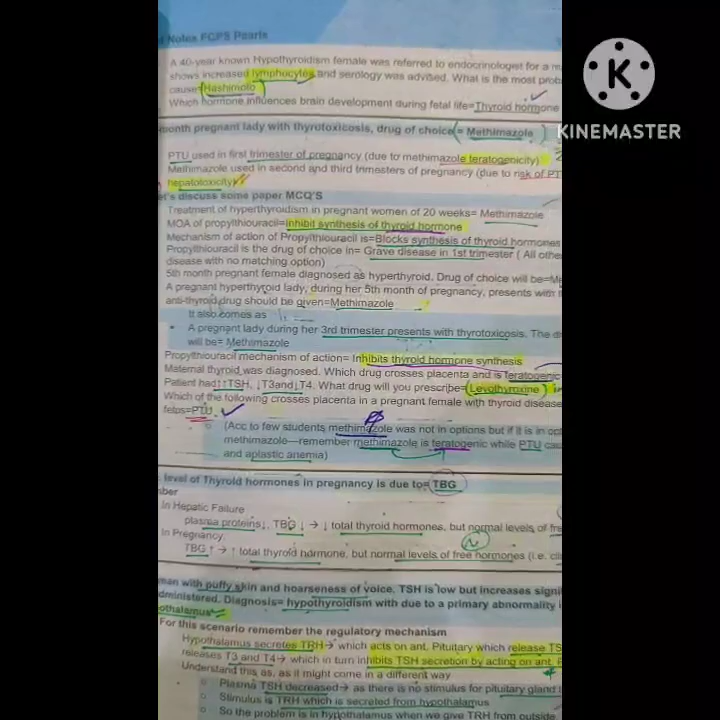 Notes FCPS Pearls
A 40-year known Hypothyroidism female was referred to endocrinologist for a
shows increased lymphocytes and serology was advised. What is the most
cause=(Hashimoto)
Which hormone influences brain development during fetal life=Thyroid hormone
K
KINEMASTER
month pregnant lady with thyrotoxicosis, drug of choice(= Methimazole )
PTU used in first trimester of pregnancy (due to methimazole teratogenicity)
Methimazole used in second and third trimesters of pregnancy (due to risk of
hepatotoxicity)
let's discuss some paper MCQ'S
Treatment of hyperthyroidism in pregnant women of 20 weeks= Methimazole
MOA of propylthiouracil=Inhibit synthesis of thyroid hormone
Mechanism of action of Propylthiouracil is=Blocks synthesis of thyroid hormones
Propylthiouracil is the drug of choice in= Grave disease in 1st trimester ( All
disease with no matching option)
5th month pregnant female diagnosed as hyperthyroid. Drug of choice will be=
A pregnant hyperthyroid lady, during her 5th month of pregnancy, presents with
anti-thyroid drug should be given=Methimazole
It also comes as
• A pregnant lady during her 3rd trimester presents with thyrotoxicosis. The
will be= Methimazole
Propylthiouracil mechanism of action= Inhibits thyroid hormone synthesis
Maternal thyroid was diagnosed. Which drug crosses placenta and is teratogenic
Patient had↑↑TSH, ↓T3and↓T4. What drug will you prescribe=(Levothyroxine)
Which of the following crosses placenta in a pregnant female with thyroid disease
PTU
o (Acc to few students methimazole was not in options but if it is in
methimazole—remember methimazole is teratogenic while PTU
and aplastic anemia)
level of Thyroid hormones in pregnancy is due to= TBG
In Hepatic Failure
plasma proteins↓, TBG ↓ → ↓ total thyroid hormones, but normal levels of
In Pregnancy
TBG ↑ → ↑ total thyroid hormone, but normal levels of free hormones (i.e.
with puffy skin and hoarseness of voice. TSH is low but increases
Diagnosis= hypothyroidism with due to a primary abnormality
For this scenario remember the regulatory mechanism
Hypothalamus secretes TRH→ which acts on ant. Pituitary which release
releases T3 and T4→ which in turn inhibits TSH secretion by acting on ant.
Understand this, as it might come in a different way
o Plasma TSH decreased→ as there is no stimulus for pituitary gland
o Stimulus is TRH which is secreted from hypothalamus
o So the problem is in hypothalamus when we give TRH from outside